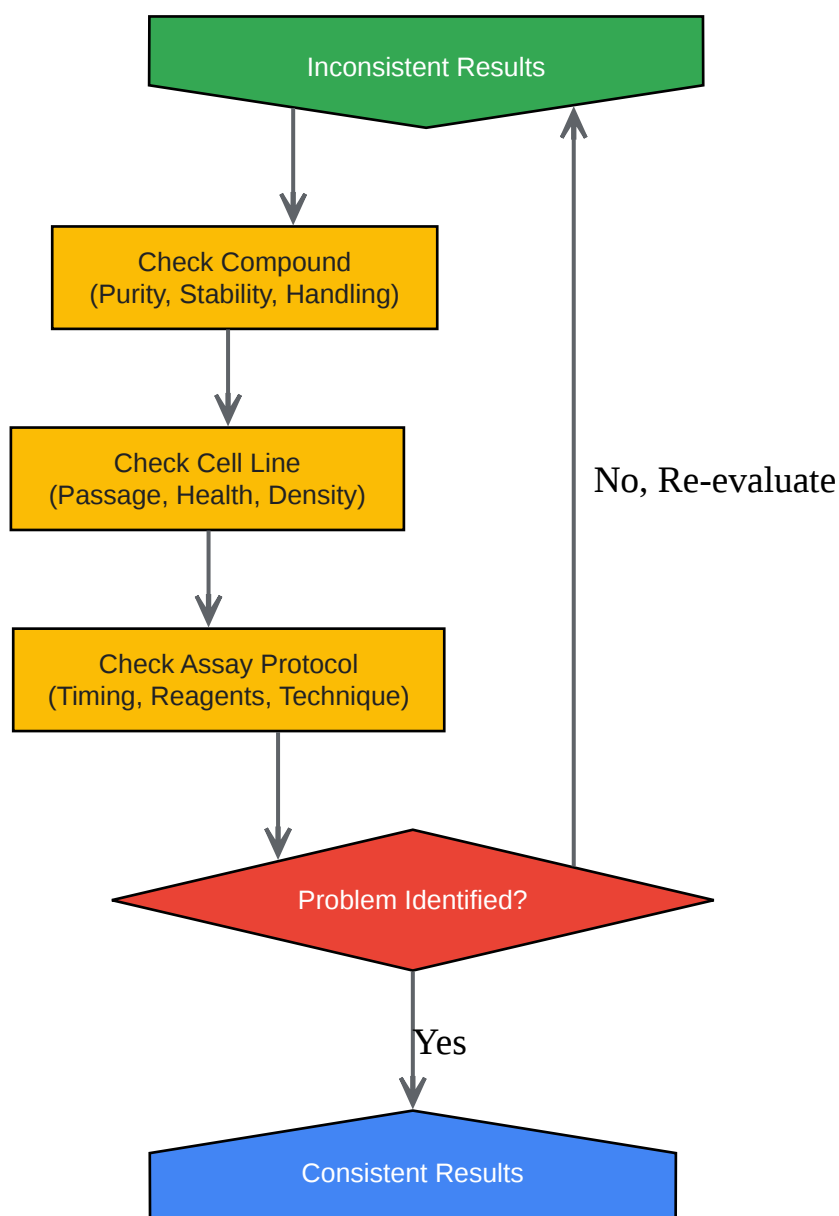 Inconsistent Results
Check Compound
(Purity, Stability, Handling)
Check Cell Line
(Passage, Health, Density)
No, Re-evaluate
Check Assay Protocol
(Timing, Reagents, Technique)
Problem Identified?
Yes
Consistent Results